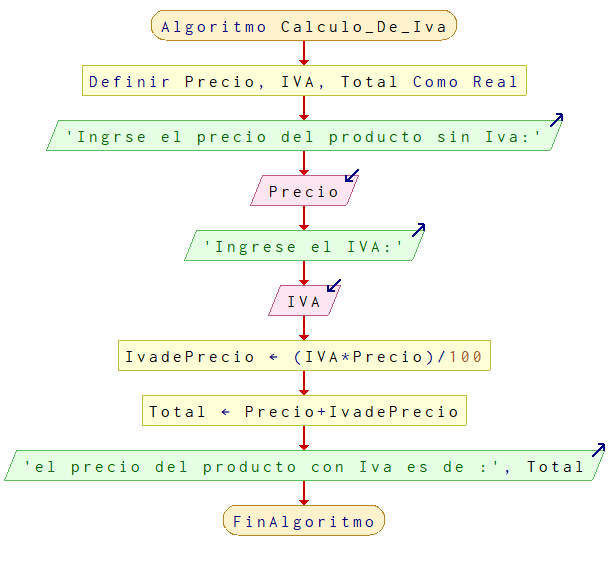 Algoritmo Calculo_De_Iva
Definir Precio, IVA, Total Como Real
'Ingrse el precio del producto sin Iva:'
Precio
'Ingrese el IVA:'
IVA
IvadePrecio ← (IVA*Precio)/100
Total ← Precio+IvadePrecio
'el precio del producto con Iva es de :', Total
FinAlgoritmo